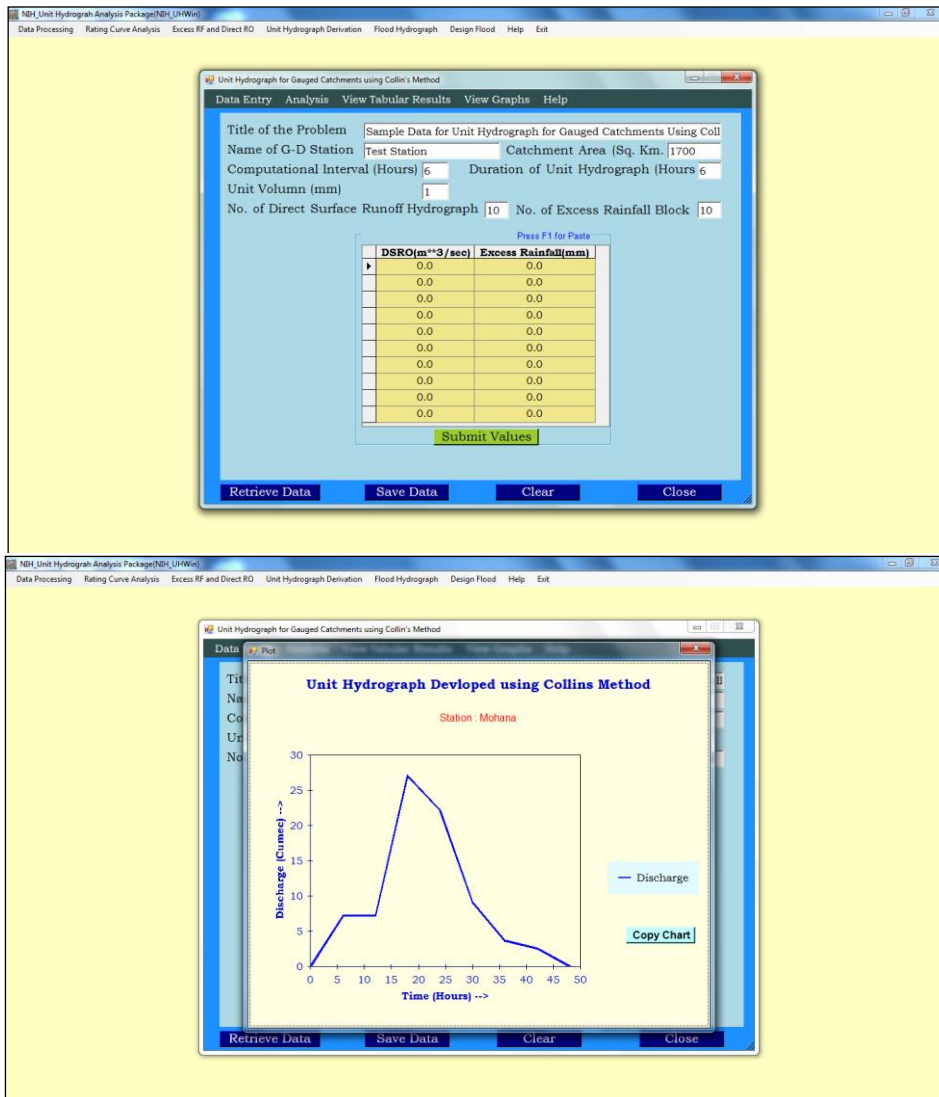 NIH_Unit Hydrograh Analysis Package(NIH_UHWin)
Data Processing Rating Curve Analysis Excess RF and Direct RO Unit Hydrograph Derivation Flood Hydrograph Design Flood Help Exit
Unit Hydrograph for Gauged Catchments using Collin's Method
Data Entry Analysis View Tabular Results View Graphs Help
Title of the Problem Sample Data for Unit Hydrograph for Gauged Catchments Using Coll
Name of G-D Station Test Station Catchment Area (Sq. Km. 1700
Computational Interval (Hours) 6 Duration of Unit Hydrograph (Hours 6
Unit Volumn (mm) 1
No. of Direct Surface Runoff Hydrograph 10 No. of Excess Rainfall Block 10
Press F1 for Paste
DSRO(m**3/sec) Excess Rainfall(mm)
0.0 0.0
0.0 0.0
0.0 0.0
0.0 0.0
0.0 0.0
0.0 0.0
0.0 0.0
0.0 0.0
0.0 0.0
0.0 0.0
Submit Values
Retrieve Data Save Data Clear Close
NIH_Unit Hydrograh Analysis Package(NIH_UHWin)
Data Processing Rating Curve Analysis Excess RF and Direct RO Unit Hydrograph Derivation Flood Hydrograph Design Flood Help Exit
Unit Hydrograph for Gauged Catchments using Collin's Method
Data
Plot
Tit
Na
Co
Un
No
Unit Hydrograph Devloped using Collins Method
Station : Mohana
30
25
20
15
10
5
0
Discharge (Cumec) -->
0 5 10 15 20 25 30 35 40 45 50
Time (Hours) -->
Discharge
Copy Chart
Retrieve Data Save Data Clear Close